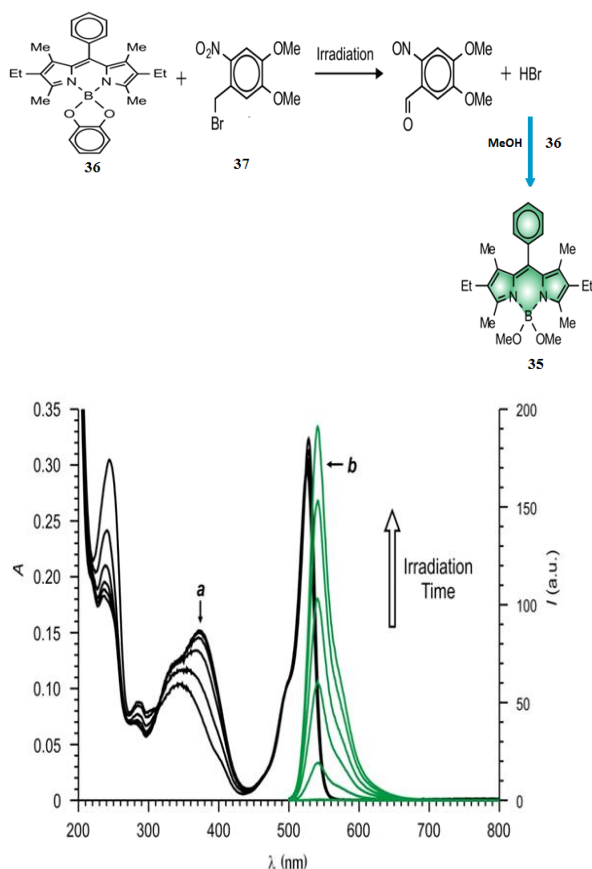 Me
Me
Et
N
N
Et
Me
B
Me
O
O
36
+
NO₂
OMe
OMe
Br
37
Irradiation
NO
OMe
OMe
O
+ HBr
MeOH
36
Me
Me
Et
N
N
Et
Me
B
Me
MeO
OMe
35
0.35
0.30
0.25
0.20
0.15
0.10
0.05
0
A
200
150
100
50
0
I (a.u.)
a
b
Irradiation
Time
200 300 400 500 600 700 800
λ (nm)